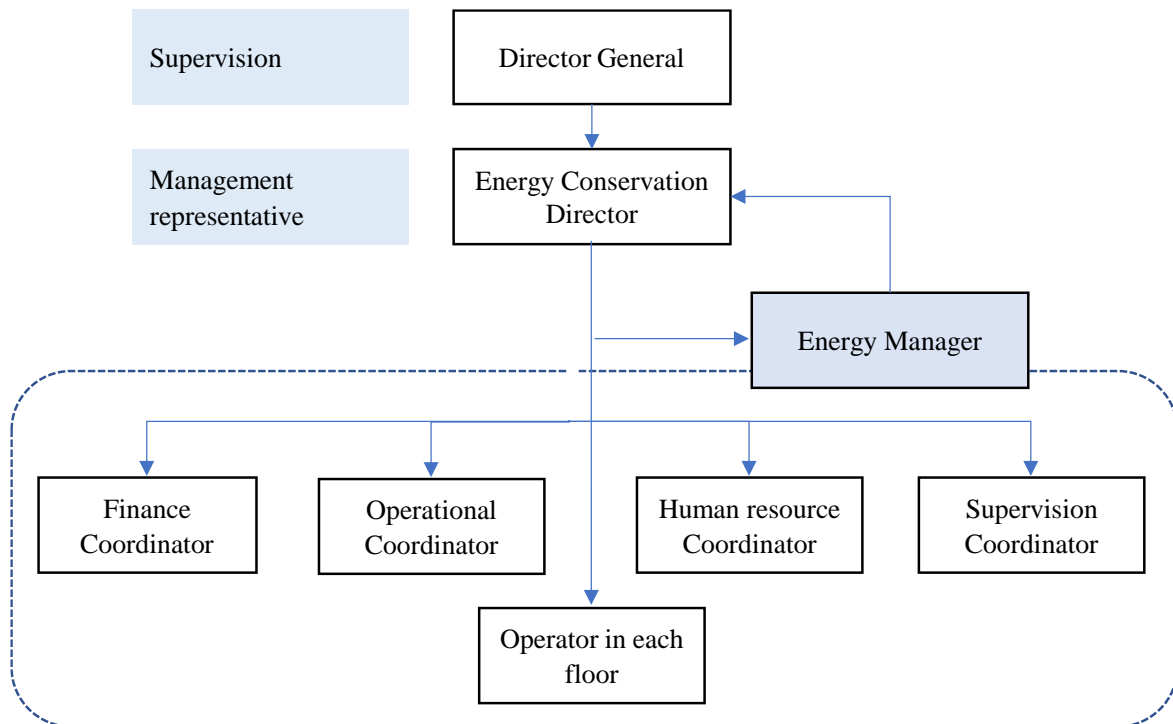 Supervision
Director General
Management
representative
Energy Conservation
Director
Energy Manager
Finance
Coordinator
Operational
Coordinator
Human resource
Coordinator
Supervision
Coordinator
Operator in each
floor